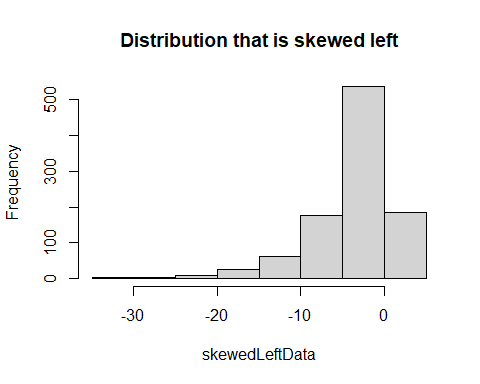 Distribution that is skewed left
Frequency
500
300
100
0
-30 -20 -10 0
skewedLeftData